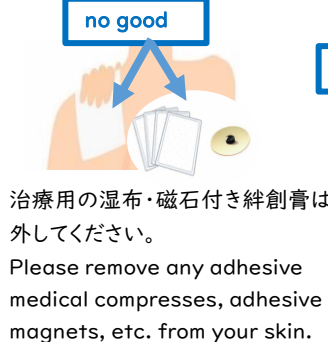 no good
治療用の湿布・磁石付き絆創膏は
外してください。
Please remove any adhesive
medical compresses, adhesive
magnets, etc. from your skin.